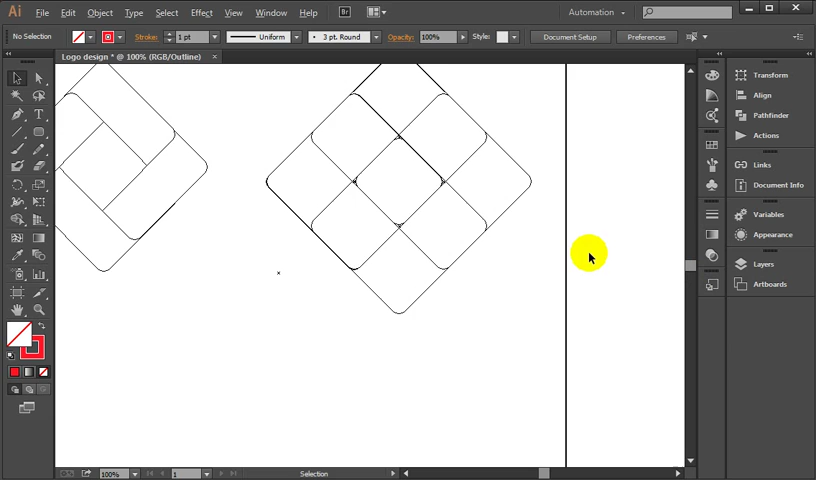 Ai File Edit Object Type Select Effect View Window Help Br Automation
No Selection Stroke: 1 pt Uniform 3 pt. Round Opacity: 100% Style: Document Setup Preferences
Logo design * @ 100% (RGB/Outline)
Transform
Align
Pathfinder
Actions
Links
Document Info
Variables
Appearance
Layers
Artboards
T
100% 1 Selection